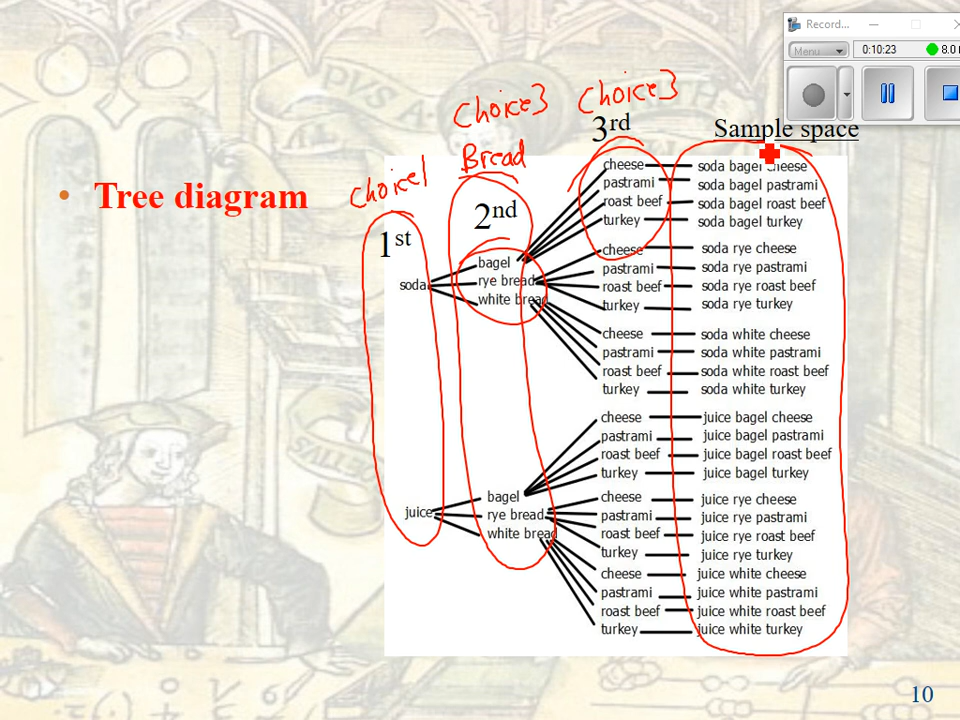 Record...
Menu
0:10:23
8.0
Choice3
Choice3
3rd
Sample space
Bread
Choice1
• Tree diagram
2nd
1st
cheese soda bagel cheese
pastrami soda bagel pastrami
roast beef soda bagel roast beef
turkey soda bagel turkey
bagel
cheese soda rye cheese
soda rye bread pastrami soda rye pastrami
roast beef soda rye roast beef
white bread turkey soda rye turkey
cheese soda white cheese
pastrami soda white pastrami
roast beef soda white roast beef
turkey soda white turkey
cheese juice bagel cheese
pastrami juice bagel pastrami
roast beef juice bagel roast beef
turkey juice bagel turkey
bagel cheese juice rye cheese
juice rye bread pastrami juice rye pastrami
white bread roast beef juice rye roast beef
turkey juice rye turkey
cheese juice white cheese
pastrami juice white pastrami
roast beef juice white roast beef
turkey juice white turkey
10